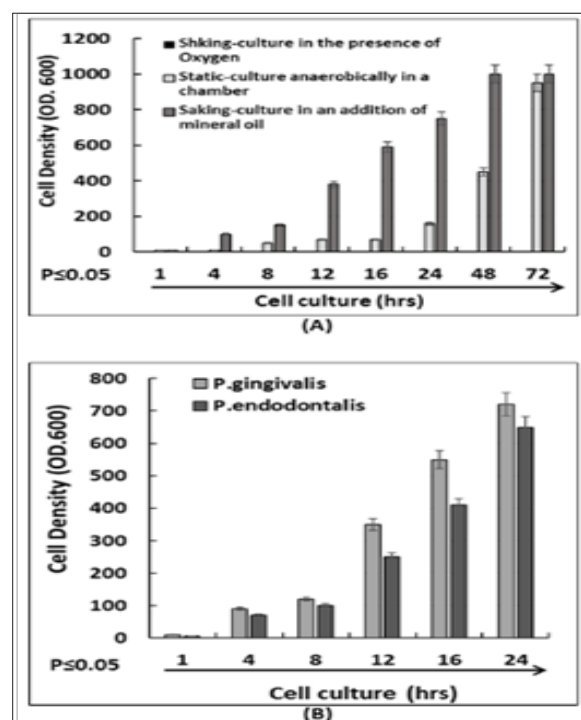 1200
1000
800
600
400
200
0
Cell Density (OD. 600)
Shking-culture in the presence of
Oxygen
Static-culture anaerobically in a
chamber
Saking-culture in an addition of
mineral oil
1 4 8 12 16 24 48 72
P≤0.05
Cell culture (hrs)
(A)
800
700
600
500
400
300
200
100
0
Cell Density (OD.600)
P.gingivalis
P.endodontalis
1 4 8 12 16 24
P≤0.05
Cell culture (hrs)
(B)